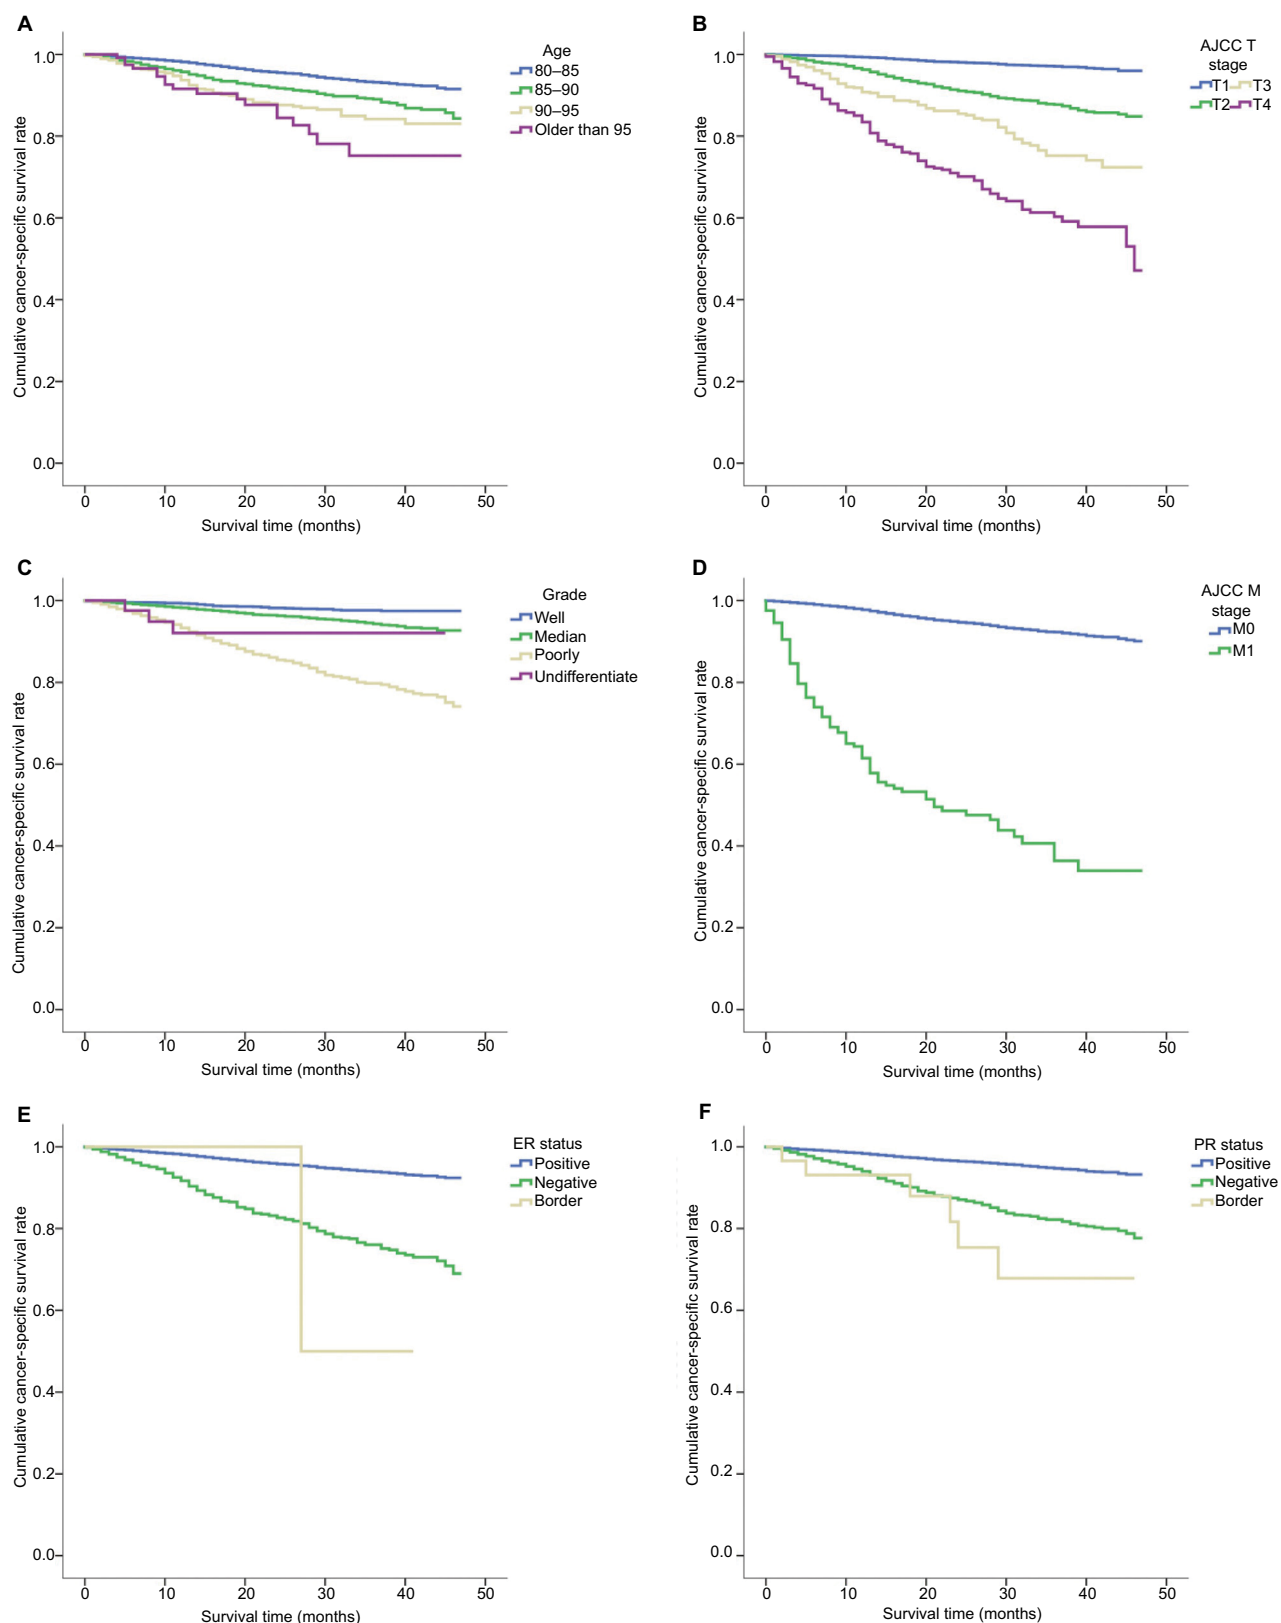 A
Cumulative cancer-specific survival rate
1.0
0.8
0.6
0.4
0.2
0.0
0 10 20 30 40 50
Survival time (months)
Age
80–85
85–90
90–95
Older than 95
B
Cumulative cancer-specific survival rate
1.0
0.8
0.6
0.4
0.2
0.0
0 10 20 30 40 50
Survival time (months)
AJCC T
stage
T1 T3
T2 T4
C
Cumulative cancer-specific survival rate
1.0
0.8
0.6
0.4
0.2
0.0
0 10 20 30 40 50
Survival time (months)
Grade
Well
Median
Poorly
Undifferentiate
D
Cumulative cancer-specific survival rate
1.0
0.8
0.6
0.4
0.2
0.0
0 10 20 30 40 50
Survival time (months)
AJCC M
stage
M0
M1
E
Cumulative cancer-specific survival rate
1.0
0.8
0.6
0.4
0.2
0.0
0 10 20 30 40 50
Survival time (months)
ER status
Positive
Negative
Border
F
Cumulative cancer-specific survival rate
1.0
0.8
0.6
0.4
0.2
0.0
0 10 20 30 40 50
Survival time (months)
PR status
Positive
Negative
Border